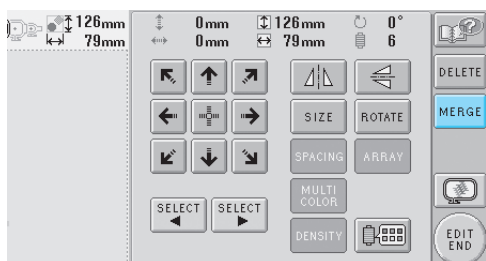 126mm 0mm 126mm 0°
79mm 0mm 79mm 6
DELETE
SIZE ROTATE MERGE
SPACING ARRAY
MULTI
COLOR
SELECT SELECT
DENSITY
EDIT
END